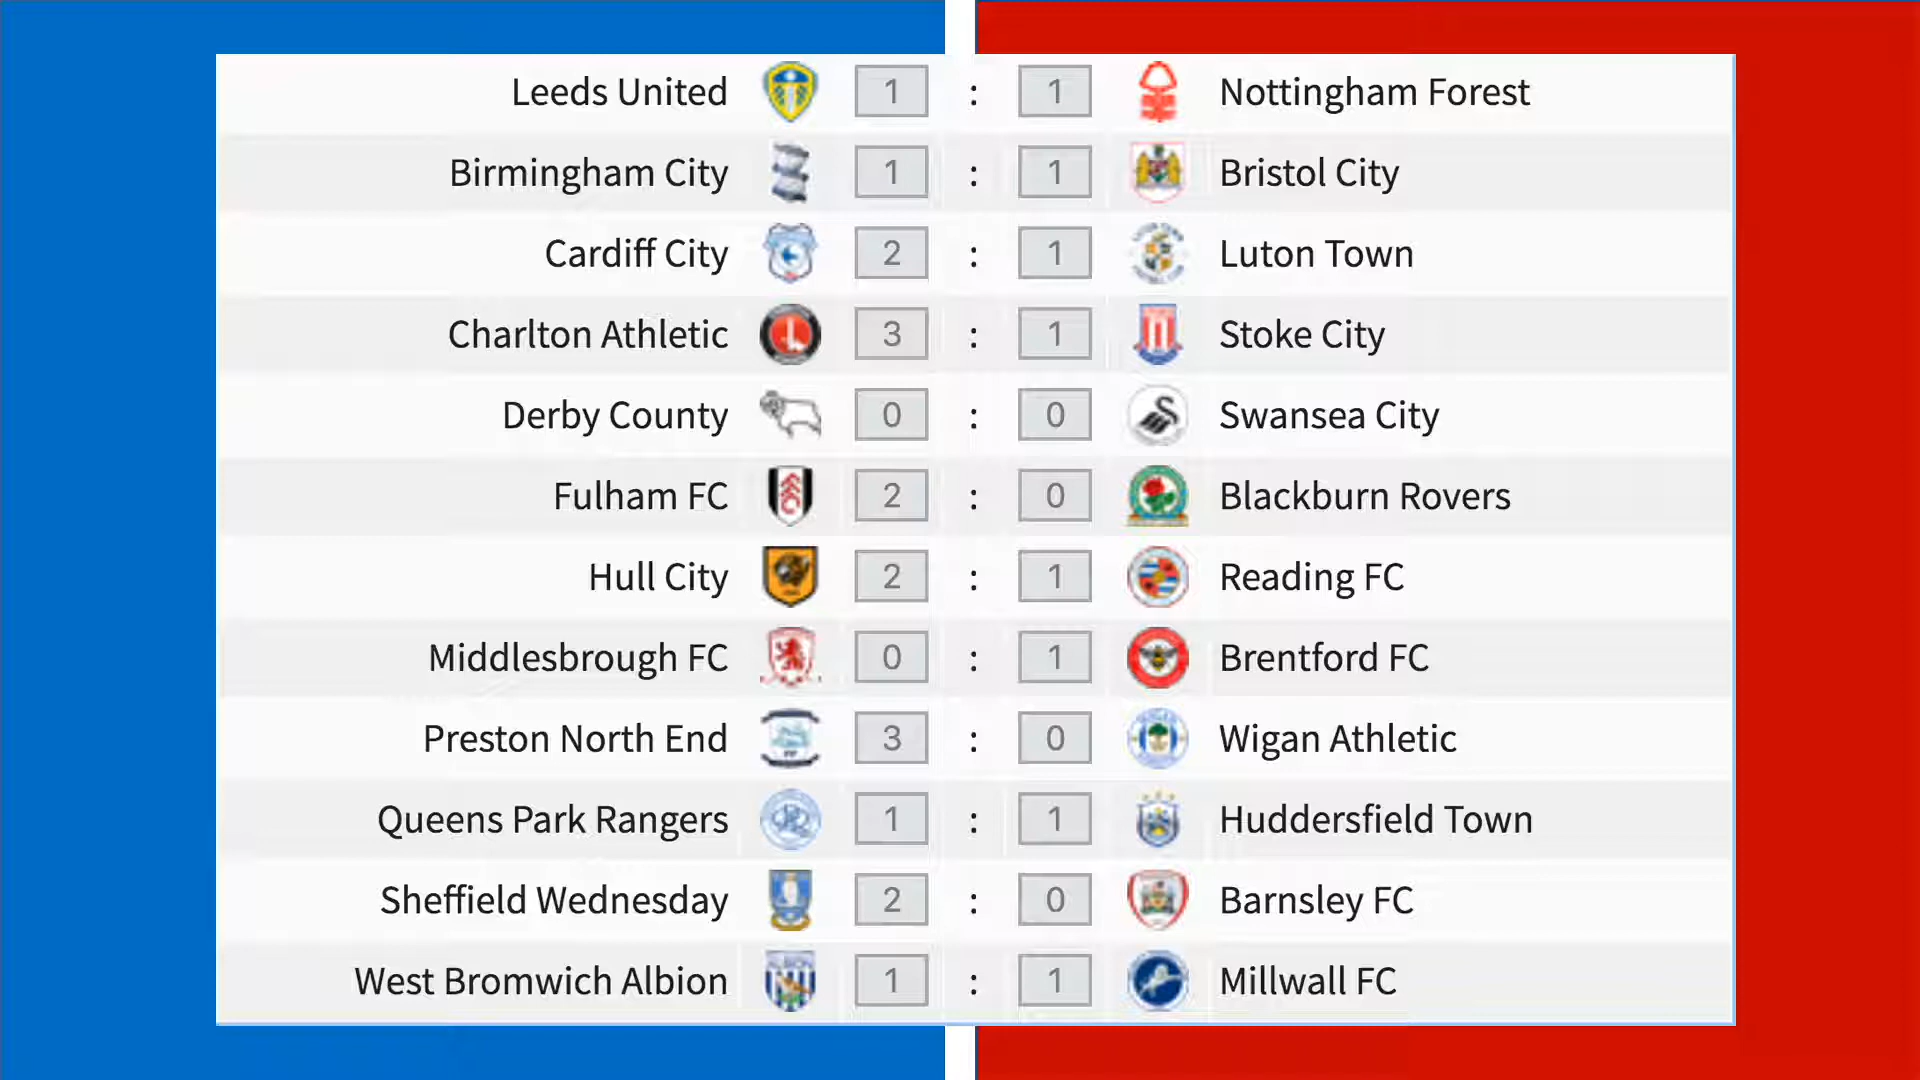 Leeds United 1 : 1 Nottingham Forest
Birmingham City 1 : 1 Bristol City
Cardiff City 2 : 1 Luton Town
Charlton Athletic 3 : 1 Stoke City
Derby County 0 : 0 Swansea City
Fulham FC 2 : 0 Blackburn Rovers
Hull City 2 : 1 Reading FC
Middlesbrough FC 0 : 1 Brentford FC
Preston North End 3 : 0 Wigan Athletic
Queens Park Rangers 1 : 1 Huddersfield Town
Sheffield Wednesday 2 : 0 Barnsley FC
West Bromwich Albion 1 : 1 Millwall FC